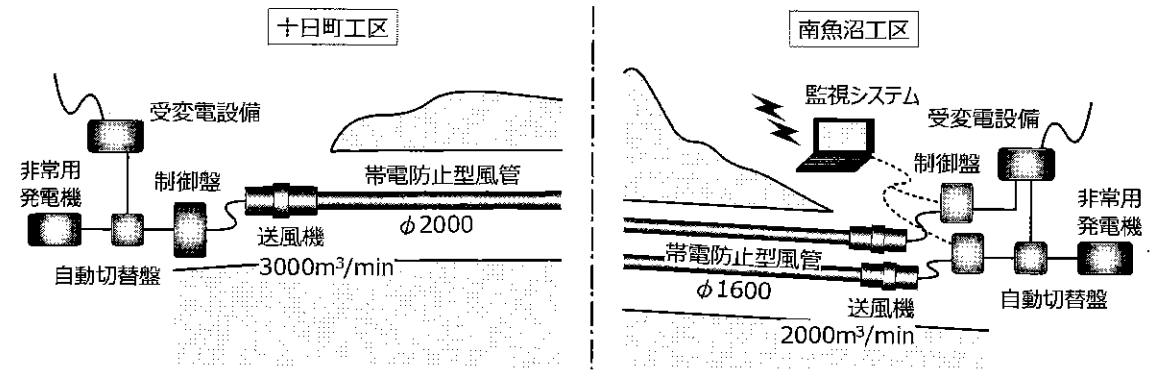 十日町工区
受変電設備
非常用
発電機
制御盤
帯電防止型風管
φ2000
送風機
3000m³/min
自動切替盤
南魚沼工区
監視システム
受変電設備
制御盤
非常用
発電機
帯電防止型風管
φ1600
送風機
2000m³/min
自動切替盤